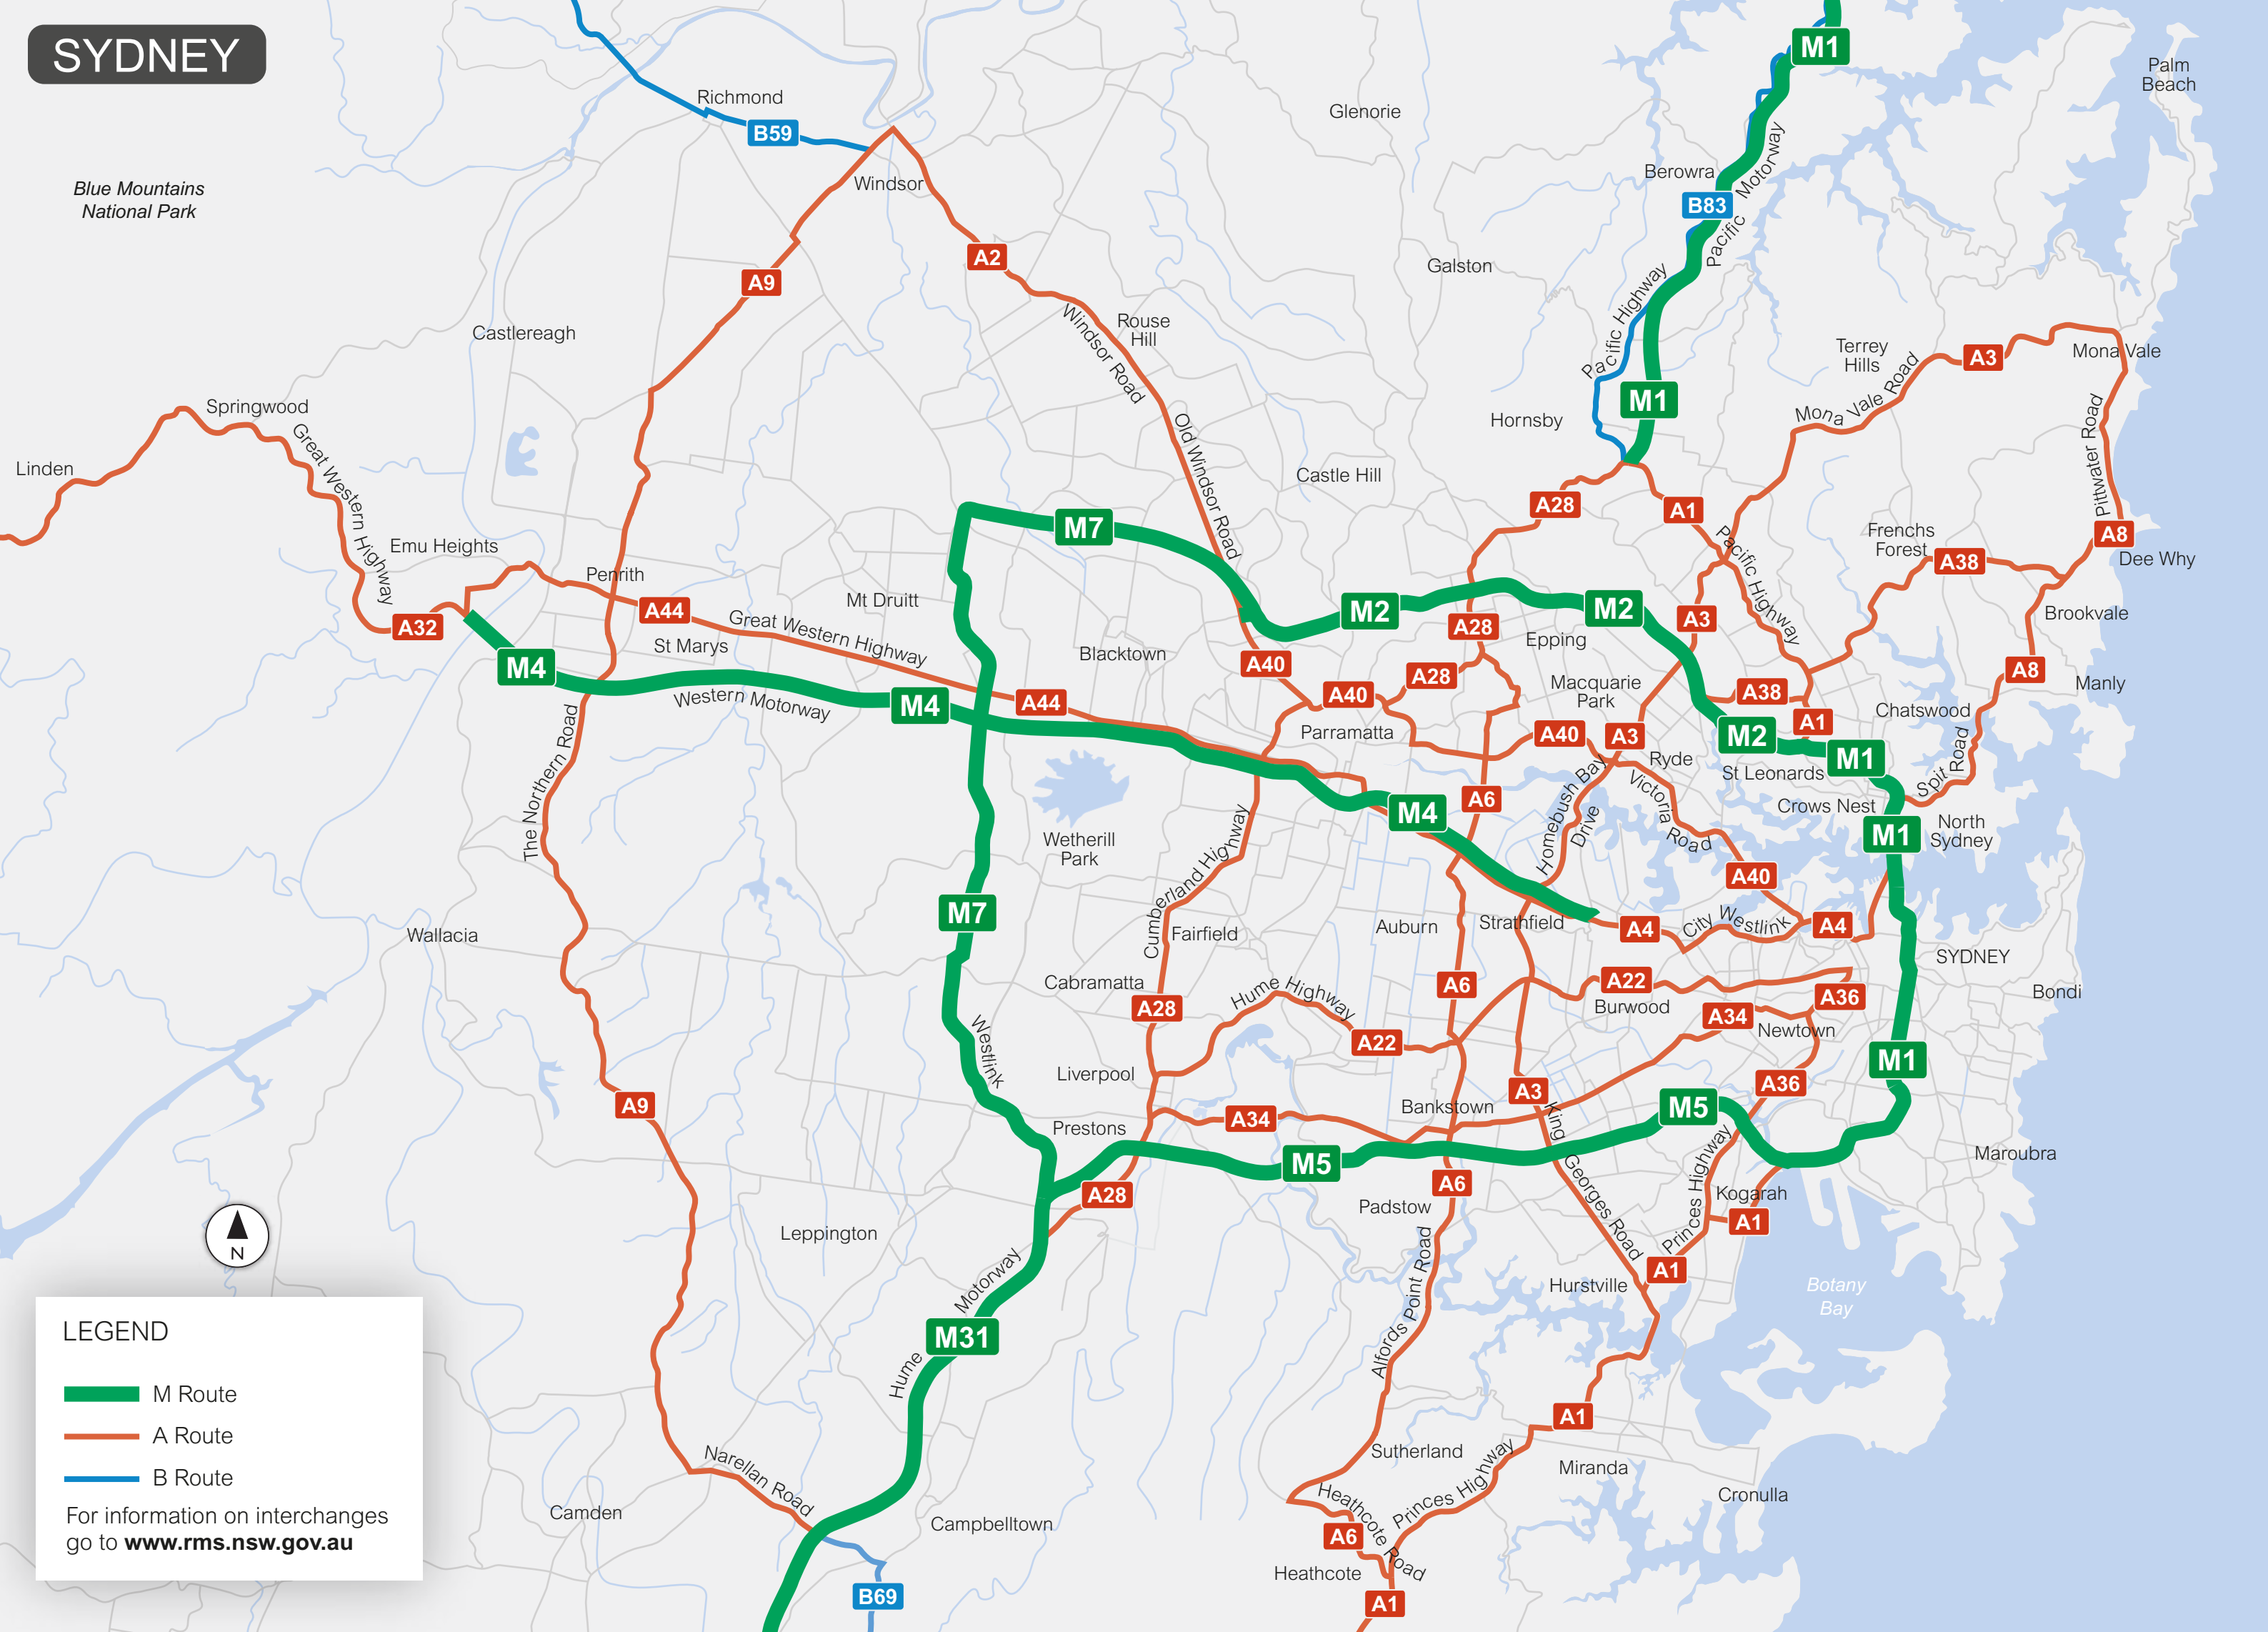 SYDNEY
M1
Palm
Beach
Richmond
Glenorie
B59
Pacific Motorway
Berowra
Windsor
Blue Mountains
National Park
B83
A2
Galston
A9
Pacific Highway
Windsor Road
Rouse
Hill
Castlereagh
Terrey
Hills
A3
Mona Vale
Mona Vale Road
Pittwater Road
M1
Springwood
Hornsby
Great Western Highway
Old Windsor Road
Linden
Castle Hill
A28
A1
M7
Frenchs
Forest
A8
Emu Heights
Pacific Highway
A38
Dee Why
Penrith
Mt Druitt
A44
M2
M2
Brookvale
A32
Great Western Highway
A28
A3
St Marys
Epping
Blacktown
M4
A40
A28
A8
Macquarie
Park
A38
Manly
Western Motorway
M4
A44
A40
Chatswood
A1
The Northern Road
Parramatta
A40
A3
M2
Ryde
M1
St Leonards
Spit Road
Homebush Bay
Drive
Victoria
Road
A6
Crows Nest
M4
North
Sydney
M1
Wetherill
Park
Cumberland Highway
A40
M7
Wallacia
Fairfield
Auburn
Strathfield
A4
City Westlink
A4
SYDNEY
Cabramatta
Hume Highway
A6
A22
Bondi
A36
A28
Burwood
A34
Newtown
Westlink
A22
Liverpool
M1
A36
A3
A9
Bankstown
M5
A34
Prestons
King Georges Road
Maroubra
M5
A6
Princes Highway
A28
Kogarah
Padstow
A1
N
Leppington
Alfords Point Road
Hume Motorway
A1
Hurstville
Botany
Bay
LEGEND
M31
M Route
A1
A Route
Narellan Road
Sutherland
Princes Highway
B Route
Miranda
Cronulla
For information on interchanges
go to www.rms.nsw.gov.au
Camden
Campbelltown
Heathcote Road
A6
Heathcote
B69
A1